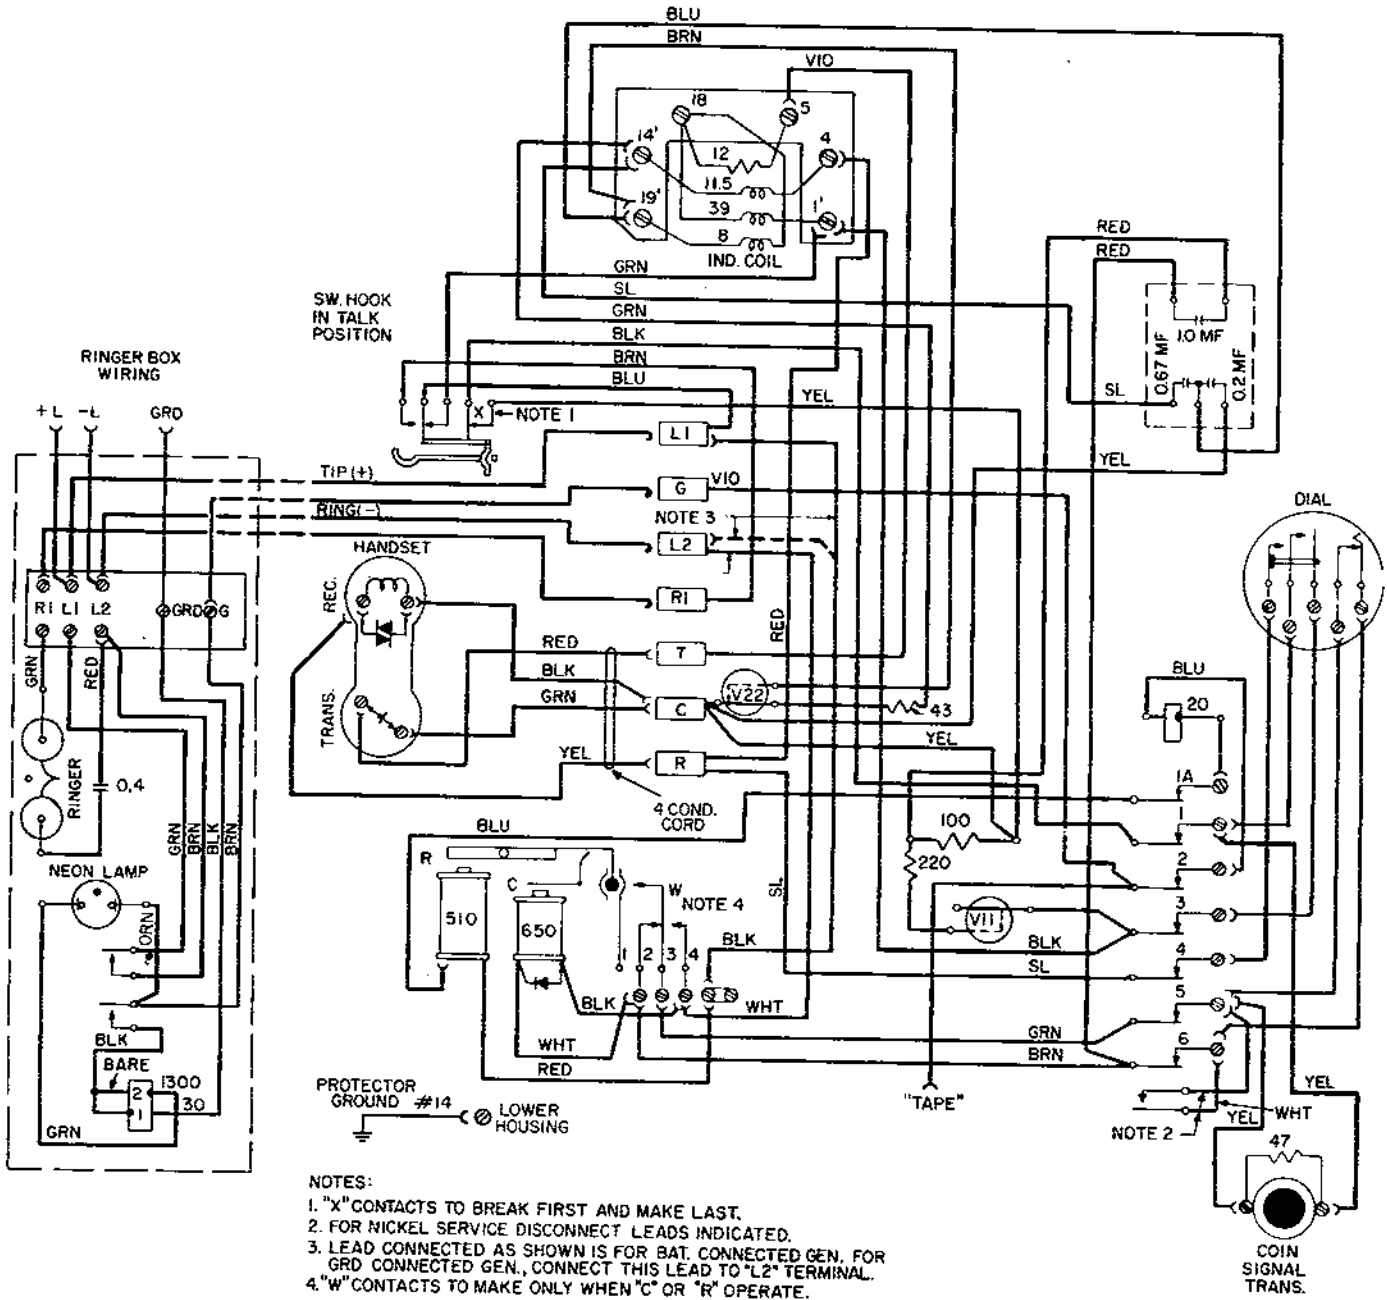 BLU
BRN
VIO
18
5
14'
12
4
11.5
19'
39
1'
8
IND. COIL
GRN
SL
GRN
BLK
BRN
BLU
YEL
SW. HOOK
IN TALK
POSITION
X
NOTE 1
RED
RED
1.0 MF
0.67 MF
0.2 MF
SL
YEL
RINGER BOX
WIRING
+L
-L
GRD
TIP (+)
RING (-)
L1
G
VIO
NOTE 3
L2
R1
T
C
R
HANDSET
REC.
TRANS.
RED
BLK
GRN
YEL
4 COND.
CORD
RED
V22
43
YEL
DIAL
R1
L1
L2
GRD
G
GRN
RED
RINGER
0.4
GRN
BRN
BLK
BRN
NEON LAMP
ORN
BLK
BARE
2
1
1300
30
GRN
BLU
R
C
510
650
W
NOTE 4
1
2
3
4
BLK
BLK
WHT
WHT
RED
SL
100
220
V11
BLK
SL
GRN
BRN
"TAPE"
BLU
20
1A
2
3
4
5
6
YEL
YEL
WHT
NOTE 2
47
COIN
SIGNAL
TRANS.
PROTECTOR
GROUND #14
LOWER
HOUSING
NOTES:
1. "X" CONTACTS TO BREAK FIRST AND MAKE LAST.
2. FOR NICKEL SERVICE DISCONNECT LEADS INDICATED.
3. LEAD CONNECTED AS SHOWN IS FOR BAT. CONNECTED GEN. FOR
GRD CONNECTED GEN., CONNECT THIS LEAD TO "L2" TERMINAL.
4. "W" CONTACTS TO MAKE ONLY WHEN "C" OR "R" OPERATE.